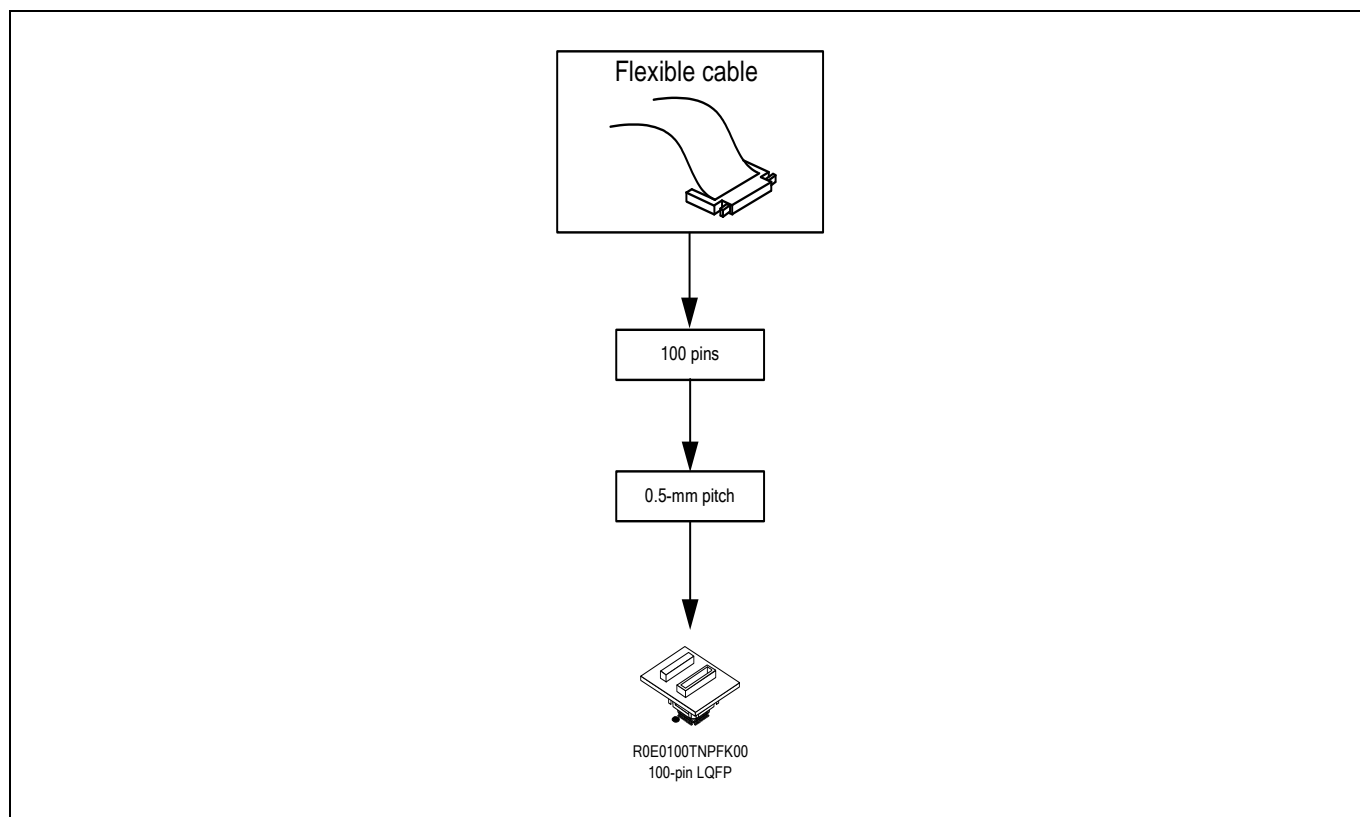 Flexible cable
100 pins
0.5-mm pitch
R0E0100TNPFK00
100-pin LQFP